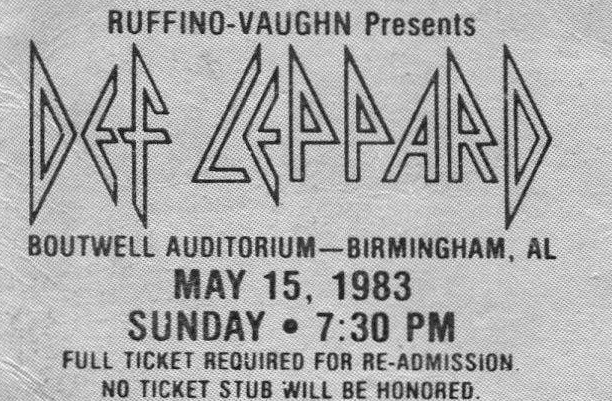 RUFFINO-VAUGHN Presents
DEF LEPPARD
BOUTWELL AUDITORIUM—BIRMINGHAM, AL
MAY 15, 1983
SUNDAY • 7:30 PM
FULL TICKET REQUIRED FOR RE-ADMISSION.
NO TICKET STUB WILL BE HONORED.